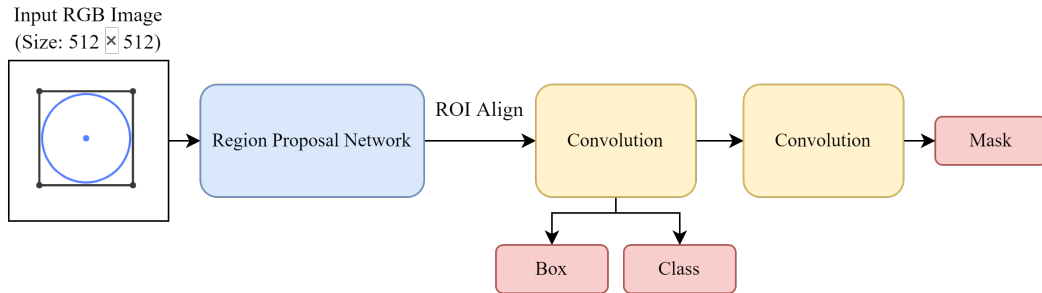 Input RGB Image
(Size: 512 × 512)
Region Proposal Network
ROI Align
Convolution
Convolution
Mask
Box
Class